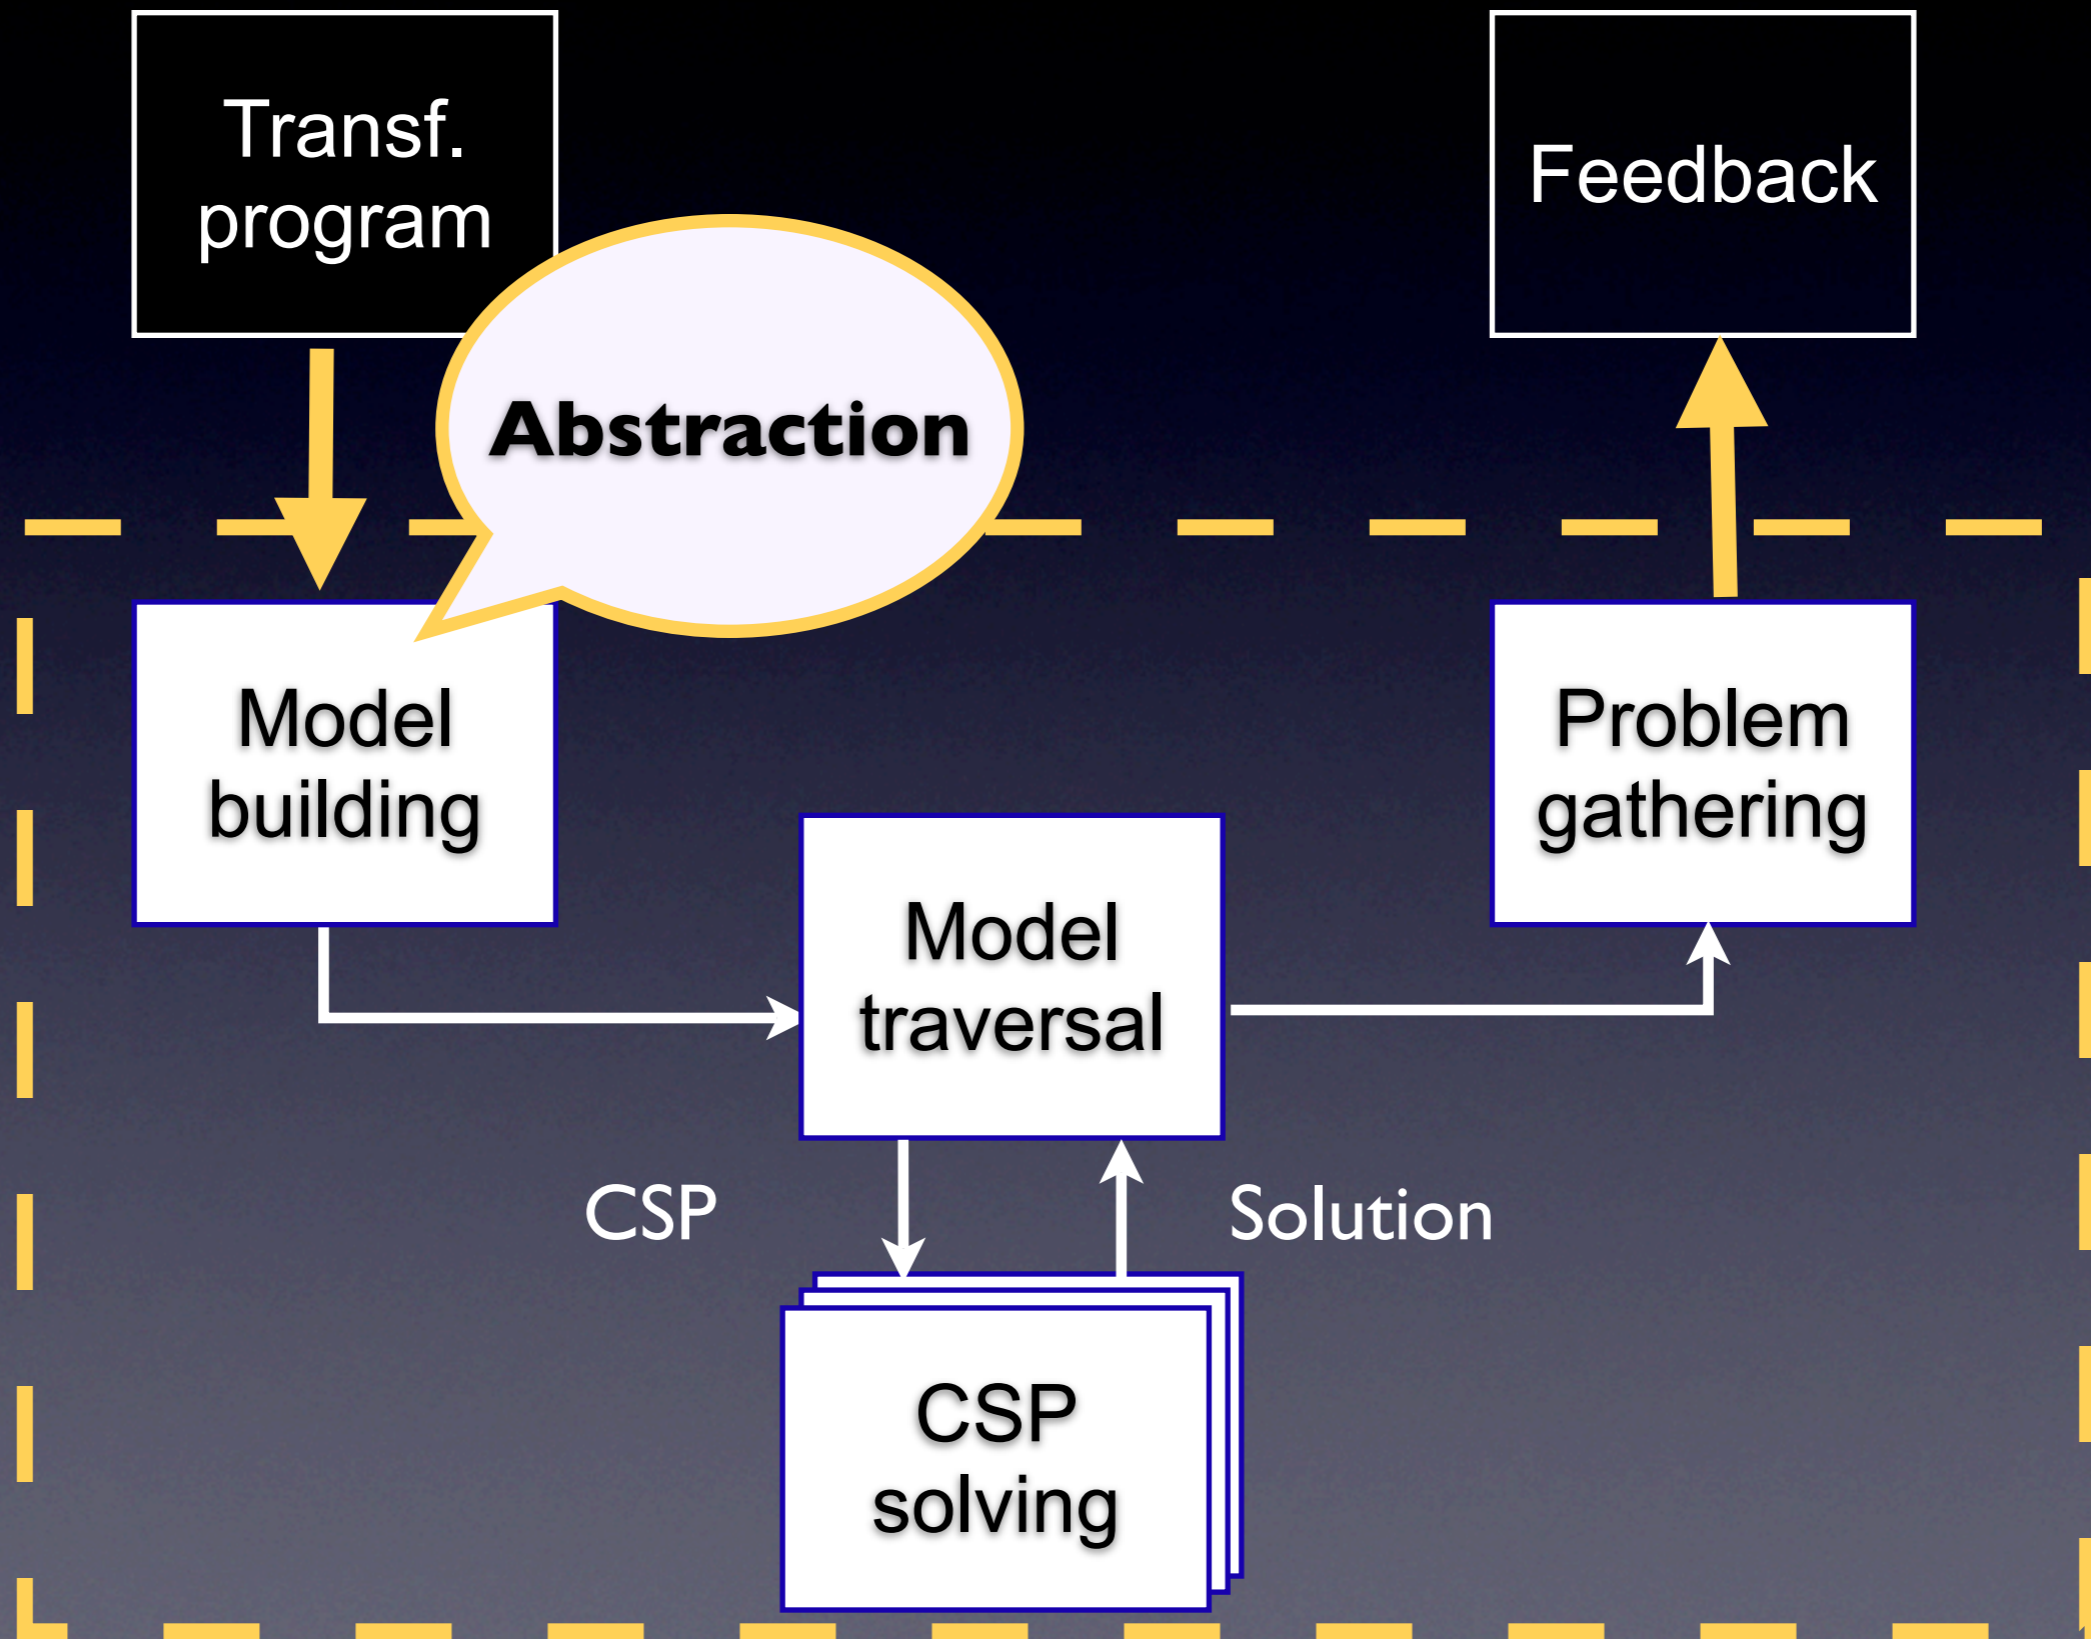 Transf.
program
Feedback
Abstraction
Model
building
Problem
gathering
Model
traversal
CSP
Solution
CSP
solving